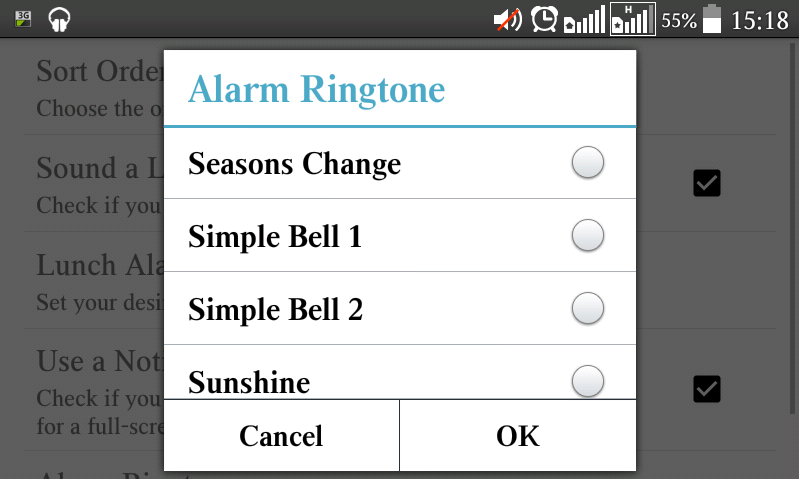 3G
H
55%
15:18
Sort Order
Choose the o
Alarm Ringtone
Seasons Change
Sound a L
Check if you
Simple Bell 1
Lunch Ala
Set your desi
Simple Bell 2
Use a Noti
Check if you
for a full-scre
Sunshine
Cancel
OK